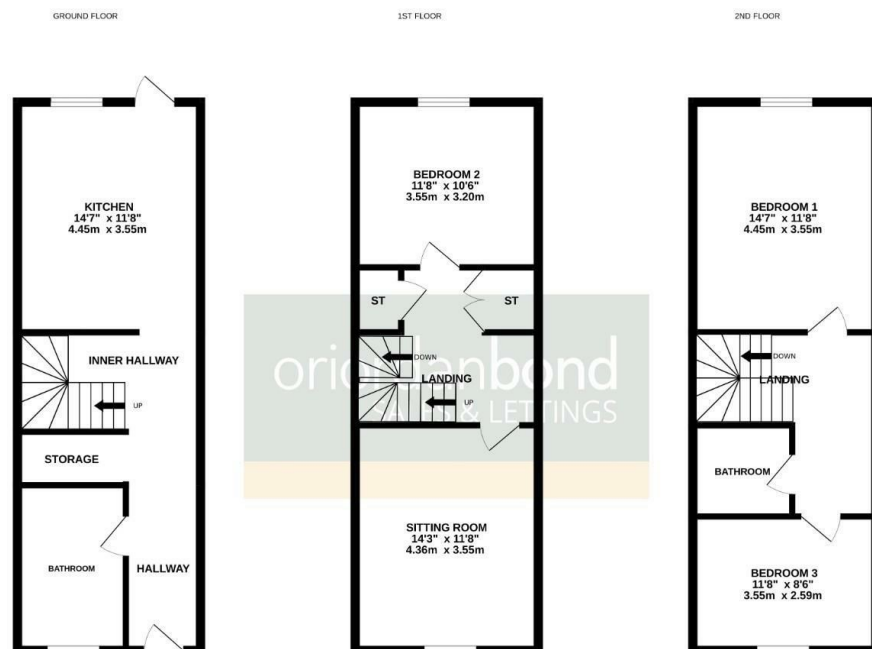 GROUND FLOOR
KITCHEN
14'7" x 11'8"
4.45m x 3.55m
INNER HALLWAY
UP
STORAGE
BATHROOM
HALLWAY
1ST FLOOR
BEDROOM 2
11'8" x 10'6"
3.55m x 3.20m
ST
ST
DOWN
LANDING
UP
oriordanbond
SALES & LETTINGS
SITTING ROOM
14'3" x 11'8"
4.36m x 3.55m
2ND FLOOR
BEDROOM 1
14'7" x 11'8"
4.45m x 3.55m
DOWN
LANDING
BATHROOM
BEDROOM 3
11'8" x 8'6"
3.55m x 2.59m